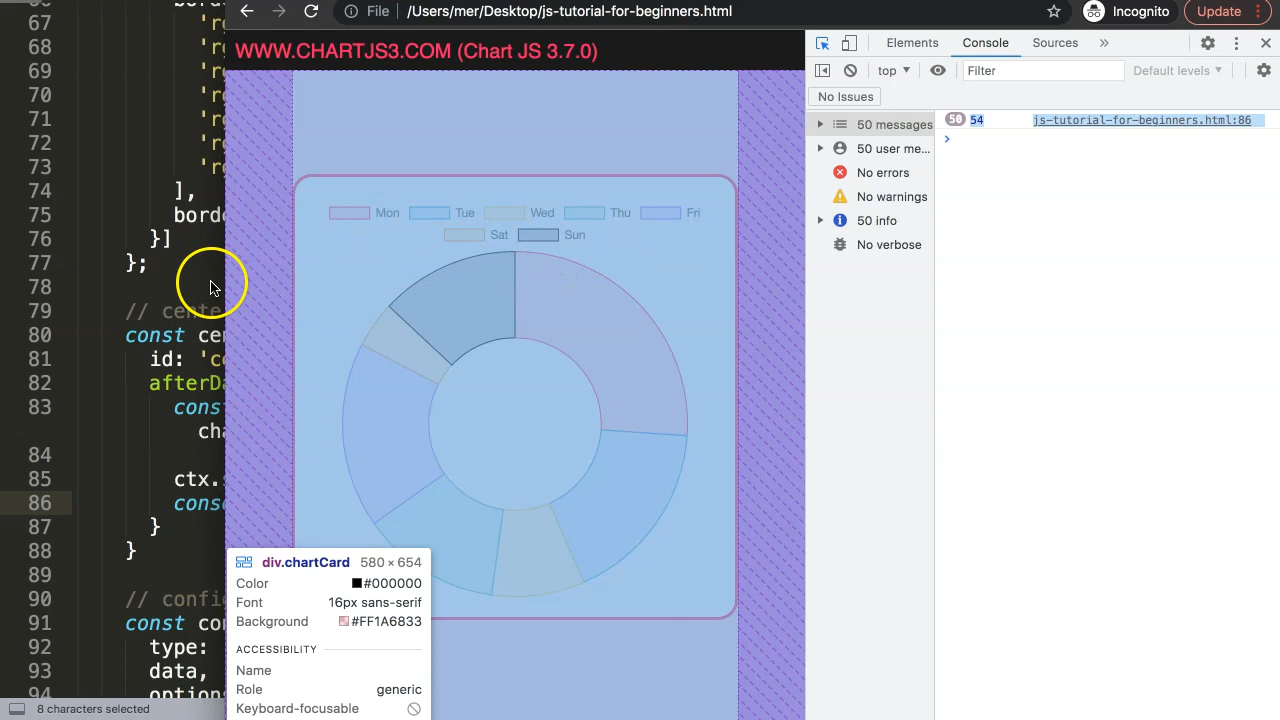 File /Users/mer/Desktop/js-tutorial-for-beginners.html Incognito Update
WWW.CHARTJS3.COM (Chart JS 3.7.0)
67 'r
68 'r
69 'r
70 'r
71 'r
72 'r
73 'r
74 ],
75 borde
76 }]
77 };
78
79 // cente
80 const cen
81 id: 'co
82 afterDa
83 cons
cha
84
85 ctx.
86 conso
87 }
88 }
89
90 // confi
91 const con
92 type:
93 data,
94 options
8 characters selected
Mon Tue Wed Thu Fri
Sat Sun
div.chartCard 580 × 654
Color #000000
Font 16px sans-serif
Background #FF1A6833
ACCESSIBILITY
Name
Role generic
Keyboard-focusable
Elements Console Sources »
top Filter Default levels
No Issues
50 messages
50 user me...
No errors
No warnings
50 info
No verbose
50 54 js-tutorial-for-beginners.html:86